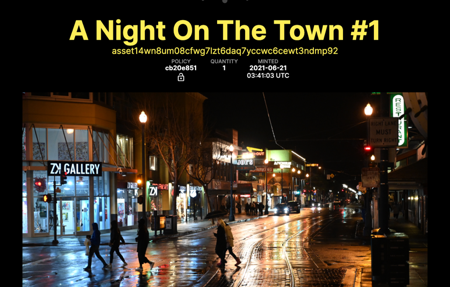 A Night On The Town #1
asset14wn8um08cfwg7lzt6daq7yccwc6cewt3ndmp92
POLICY QUANTITY MINTED
cb20e851 1 2021-06-21
03:41:03 UTC
GALLERY